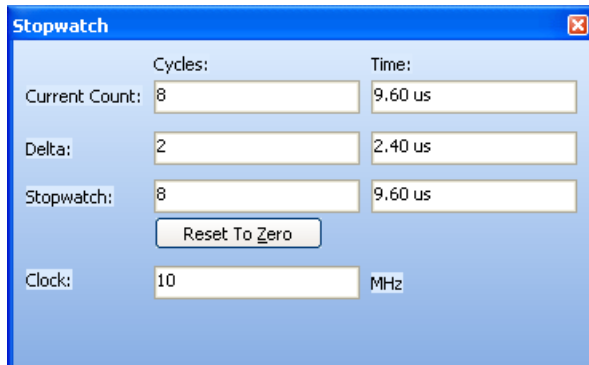 Stopwatch
Cycles: Time:
Current Count: 8 9.60 us
Delta: 2 2.40 us
Stopwatch: 8 9.60 us
Reset To Zero
Clock: 10 MHz